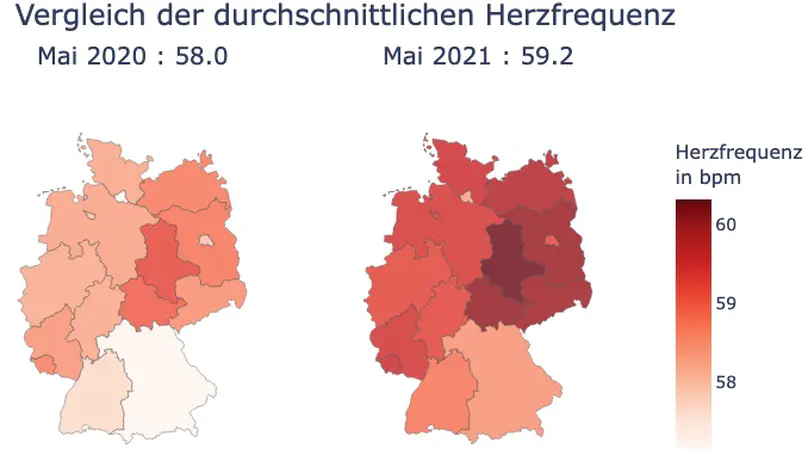 Vergleich der durchschnittlichen Herzfrequenz
Mai 2020 : 58.0
Mai 2021 : 59.2
Herzfrequenz
in bpm
60
59
58